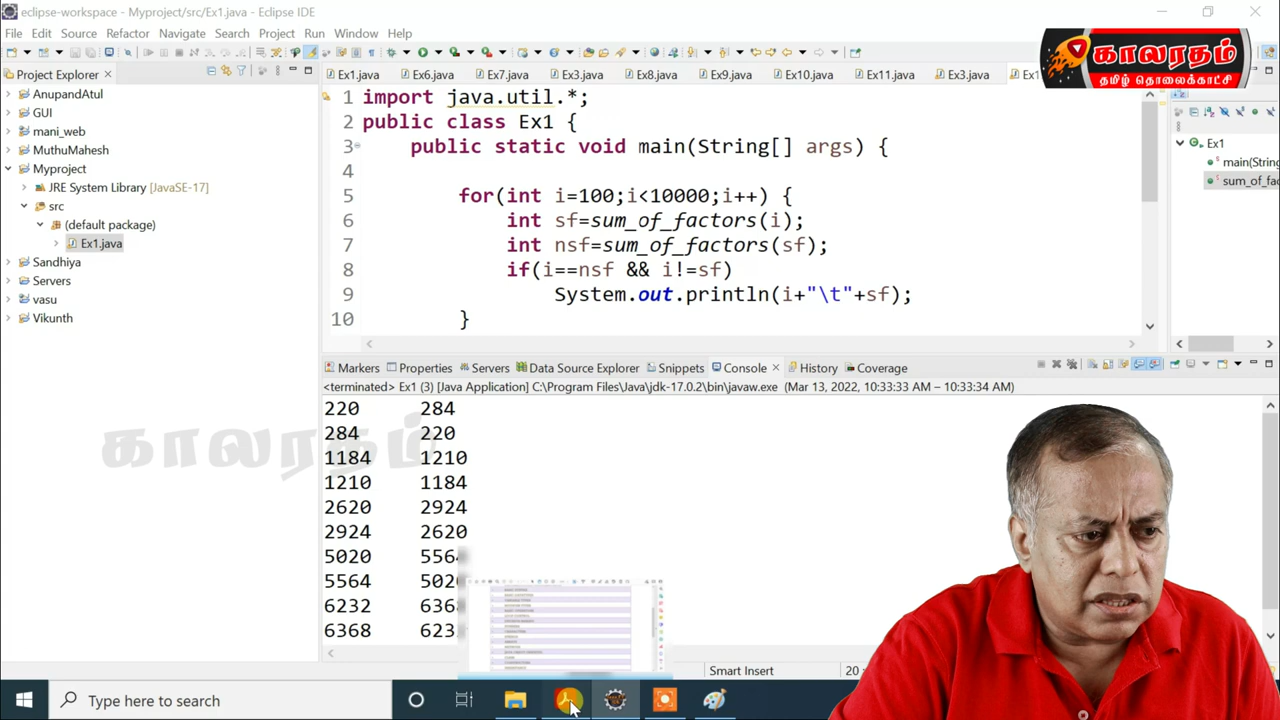 eclipse-workspace - Myproject/src/Ex1.java - Eclipse IDE
File Edit Source Refactor Navigate Search Project Run Window Help
காலரதம்
தமிழ் தொலைக்காட்சி
Project Explorer
Ex1.java Ex6.java Ex7.java Ex3.java Ex8.java Ex9.java Ex10.java Ex11.java Ex3.java
AnupandAtul
GUI
mani_web
MuthuMahesh
Myproject
JRE System Library [JavaSE-17]
src
(default package)
Ex1.java
Sandhiya
Servers
vasu
Vikunth
1 import java.util.*;
2 public class Ex1 {
3 public static void main(String[] args) {
4
5 for(int i=100;i<10000;i++) {
6 int sf=sum_of_factors(i);
7 int nsf=sum_of_factors(sf);
8 if(i==nsf && i!=sf)
9 System.out.println(i+"\t"+sf);
10 }
Ex1
main(String
sum_of_fac
Markers Properties Servers Data Source Explorer Snippets Console History Coverage
<terminated> Ex1 (3) [Java Application] C:\Program Files\Java\jdk-17.0.2\bin\javaw.exe (Mar 13, 2022, 10:33:33 AM – 10:33:34 AM)
220 284
284 220
1184 1210
1210 1184
2620 2924
2924 2620
5020 5564
5564 502
6232 636
6368 623
காலரதம்
Smart Insert
Type here to search